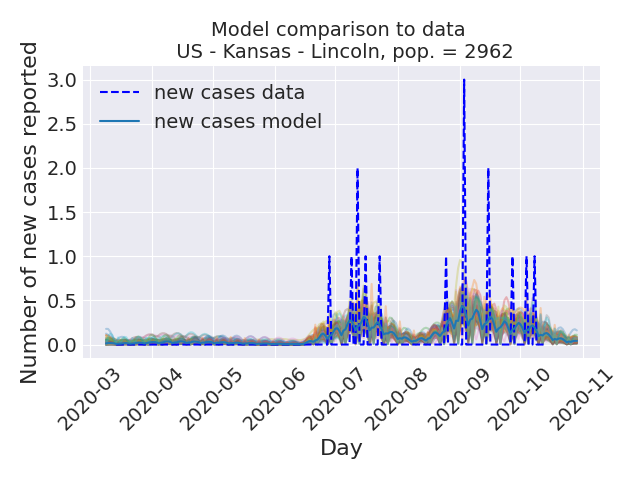 Model comparison to data
US - Kansas - Lincoln, pop. = 2962
Number of new cases reported
3.0
2.5
2.0
1.5
1.0
0.5
0.0
new cases data
new cases model
2020-03
2020-04
2020-05
2020-06
2020-07
2020-08
2020-09
2020-10
2020-11
Day